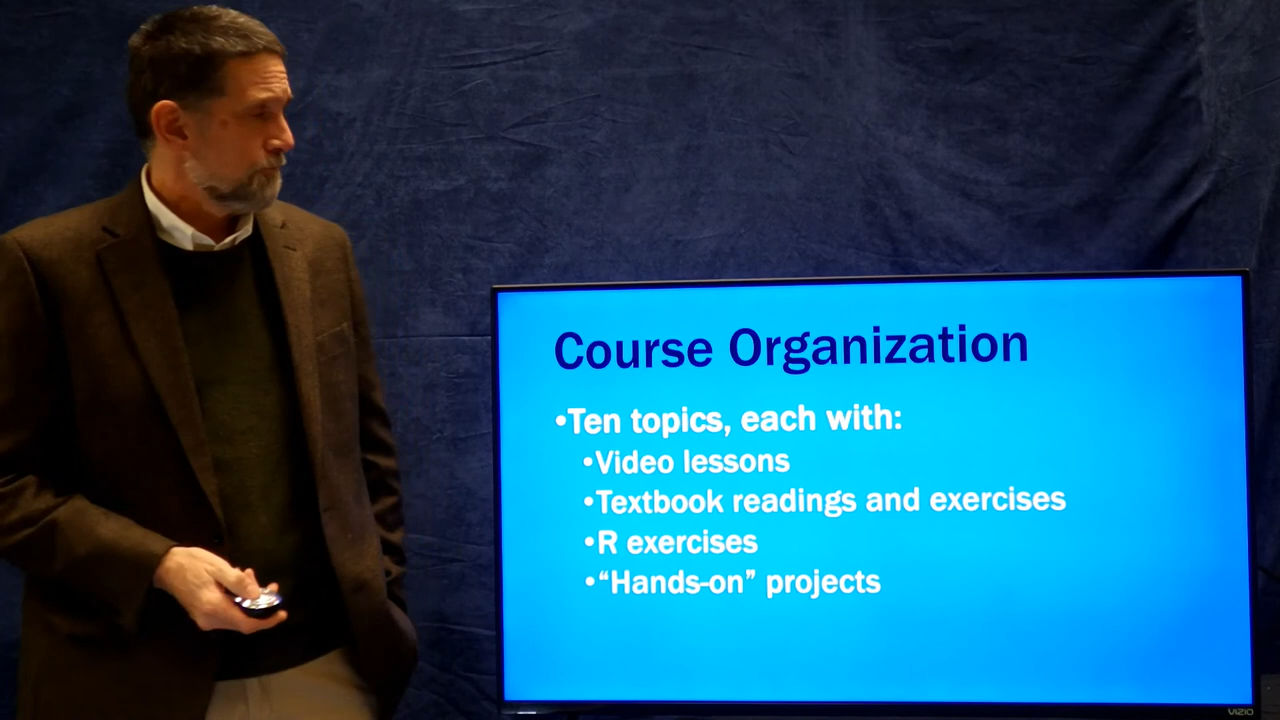 Course Organization
•Ten topics, each with:
•Video lessons
•Textbook readings and exercises
•R exercises
•“Hands-on” projects
VIZIO